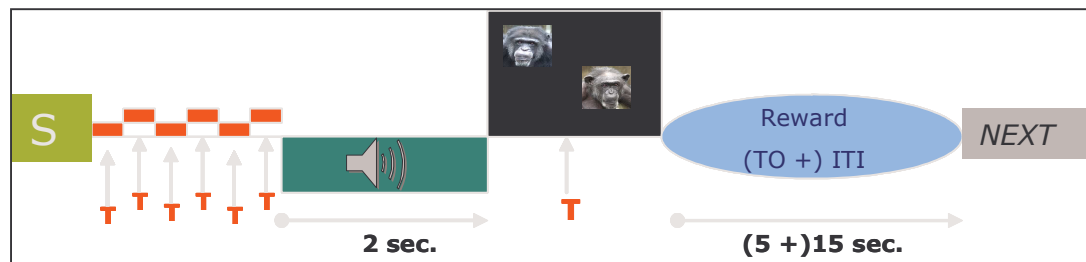 S
T T T T T T
2 sec.
T
Reward
(TO +) ITI
(5 +)15 sec.
NEXT